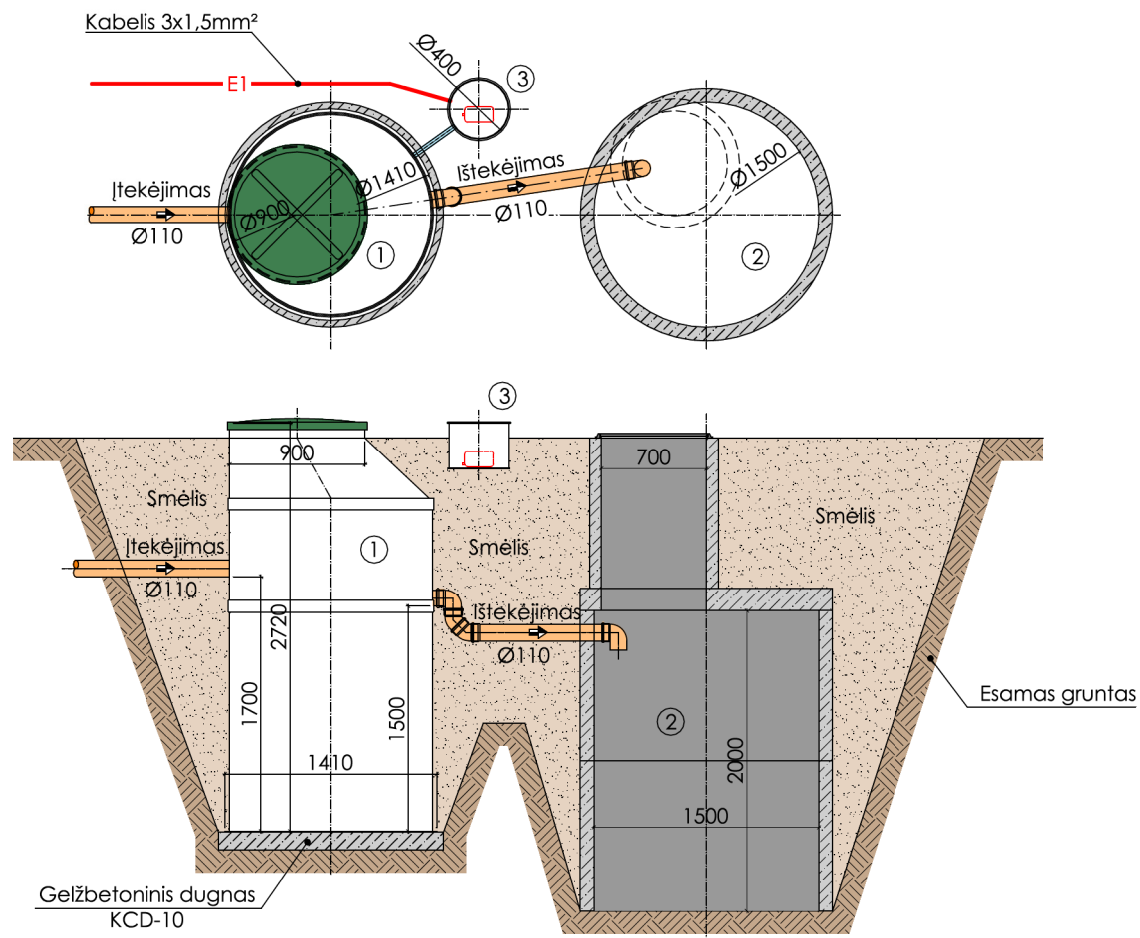 Kabelis 3x1,5mm²
E1
Ø400
3
Įtekėjimas
Ø110
Ø900
Ø1410
1
Ištekėjimas
Ø110
Ø1500
2
3
900
700
Smėlis
Smėlis
Smėlis
1
Įtekėjimas
Ø110
2720
1700
1500
1410
Ištekėjimas
Ø110
2
2000
1500
Esamas gruntas
Gelžbetoninis dugnas
KCD-10